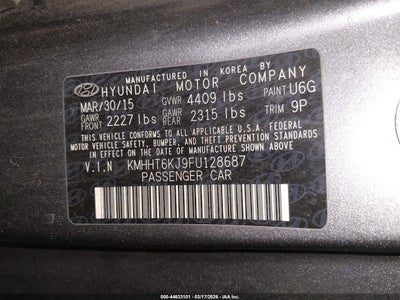 MANUFACTURED IN KOREA BY
HYUNDAI MOTOR COMPANY
MAR/30/15 GVWR 4409 lbs PAINT U6G
GAWR FRONT 2227 lbs GAWR REAR 2315 lbs TRIM 9P
THIS VEHICLE CONFORMS TO ALL APPLICABLE U.S.A. FEDERAL
MOTOR VEHICLE SAFETY, BUMPER, AND THEFT PREVENTION
STANDARDS IN EFFECT ON THE DATE OF MANUFACTURE SHOWN ABOVE.
V.I.N KMHHT6KJ9FU128687
PASSENGER CAR
000-44633101 - 03/17/2026 - IAA Inc.